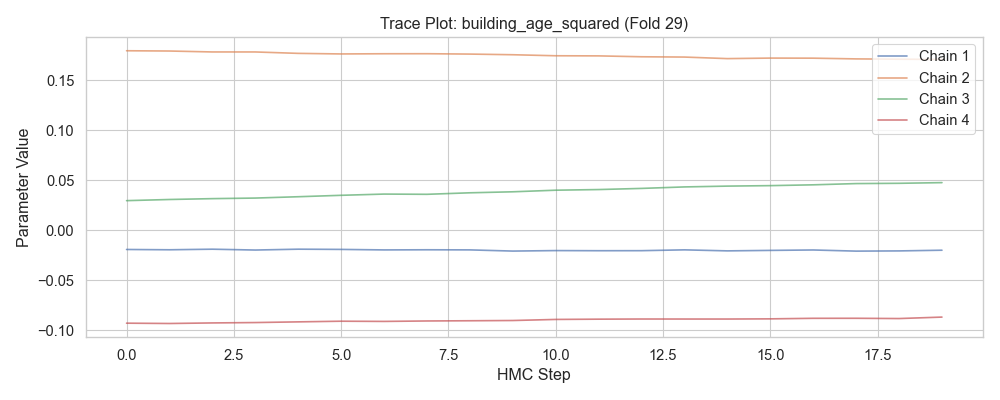 Trace Plot: building_age_squared (Fold 29)
Parameter Value
0.15
0.10
0.05
0.00
−0.05
−0.10
Chain 1
Chain 2
Chain 3
Chain 4
0.0 2.5 5.0 7.5 10.0 12.5 15.0 17.5
HMC Step